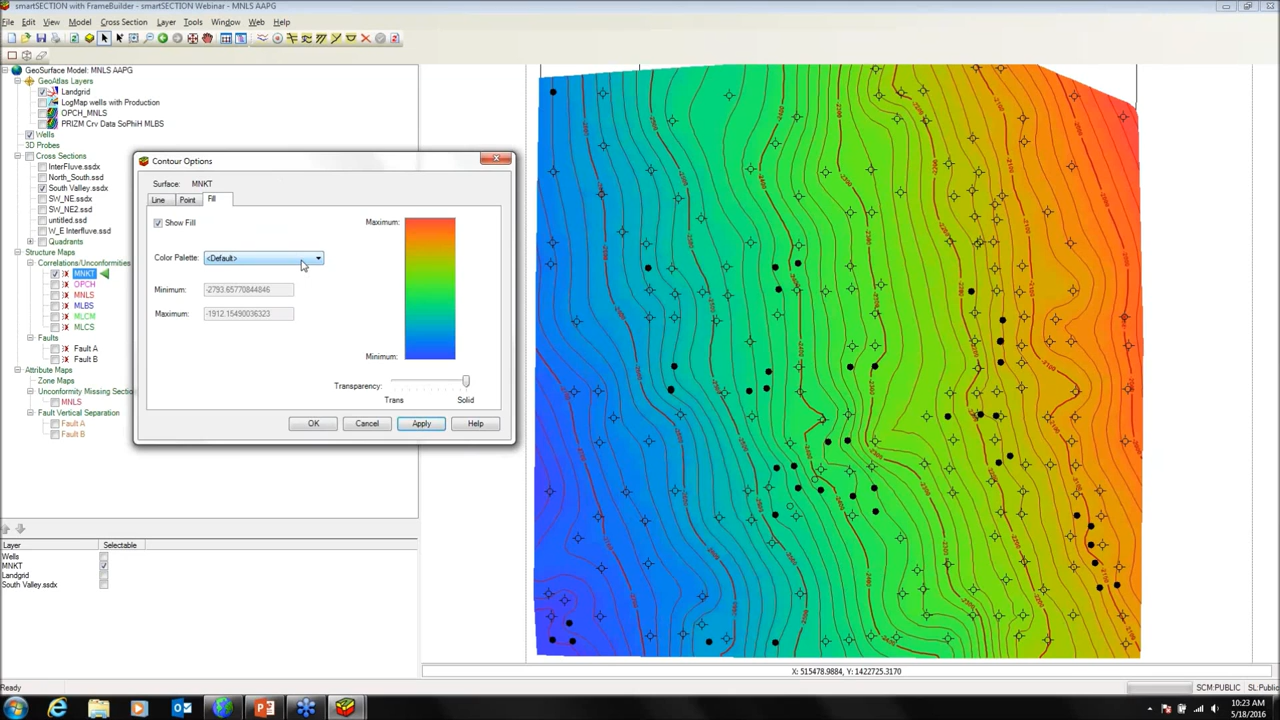 smartSECTION with FrameBuilder - smartSECTION Webinar - MNLS AAPG
File Edit View Model Cross Section Layer Tools Window Web Help
GeoSurface Model: MNLS AAPG
GeoAtlas Layers
Landgrid
LogMap wells with Production
OPCH_MNLS
PRIZM Crv Data SoPhiH MLBS
Wells
3D Probes
Cross Sections
InterFluve.ssdx
North_South.ssd
South Valley.ssdx
SW_NE.ssdx
SW_NE2.ssd
untitled.ssd
W_E Interfluve.ssd
Quadrants
Structure Maps
Correlations/Unconformities
MNKT
OPCH
MNLS
MLBS
MLCM
MLCS
Faults
Fault A
Fault B
Attribute Maps
Zone Maps
Unconformity Missing Sectio
MNLS
Fault Vertical Separation
Fault A
Fault B
Contour Options
Surface: MNKT
Line Point Fill
Show Fill
Color Palette: <Default>
Minimum: -2793.65770844846
Maximum: -1912.15490036323
Maximum:
Minimum:
Transparency:
Trans Solid
OK Cancel Apply Help
Layer Selectable
Wells
MNKT
Landgrid
South Valley.ssdx
X: 515478.9884, Y: 1422725.3170
Ready
SCM:PUBLIC SL:Public
10:23 AM
5/18/2016